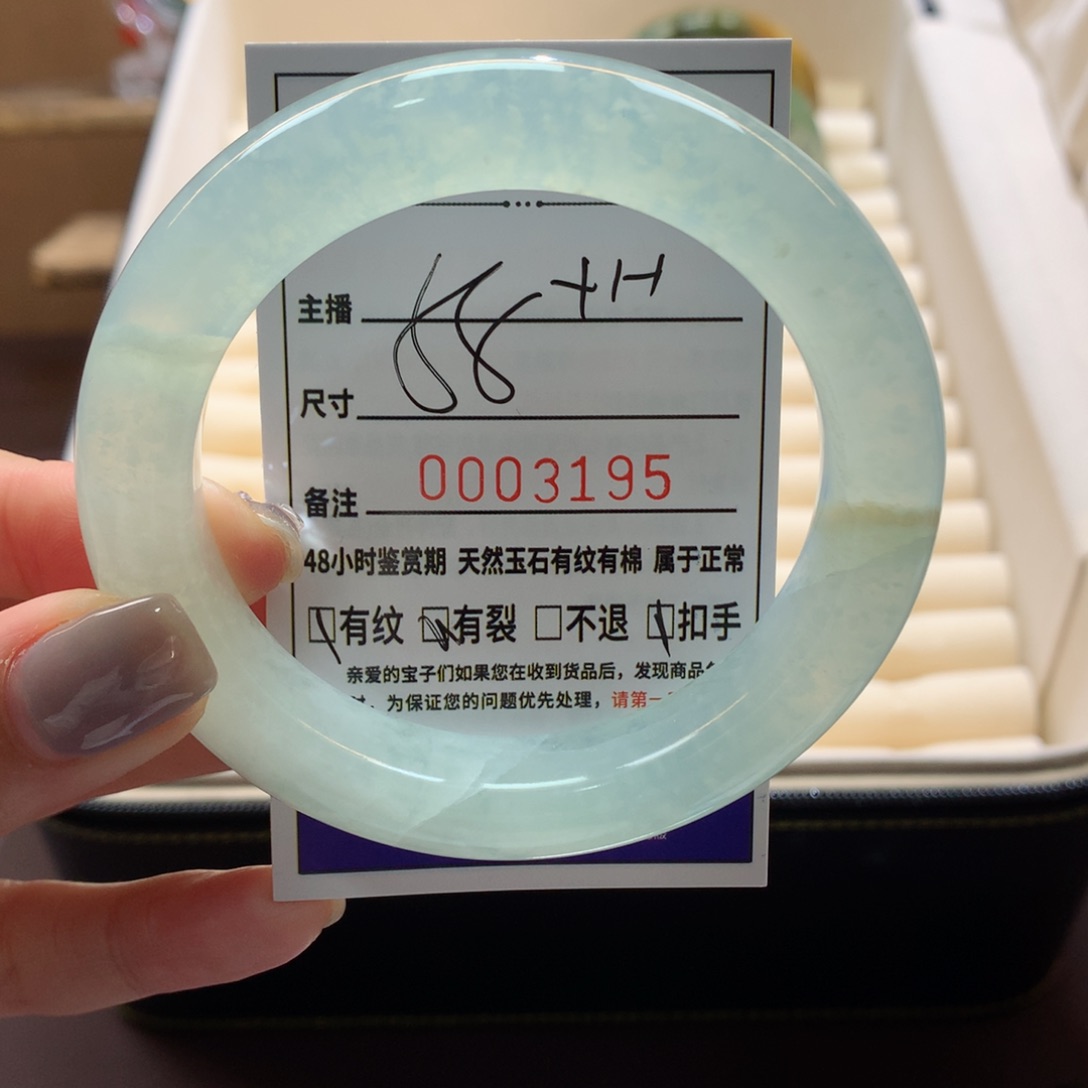 主播
58+H
尺寸
备注 0003195
48小时鉴赏期 天然玉石有纹有棉 属于正常
有纹 有裂 不退 扣手
亲爱的宝子们如果您在收到货品后，发现商品
为保证您的问题优先处理，请第一